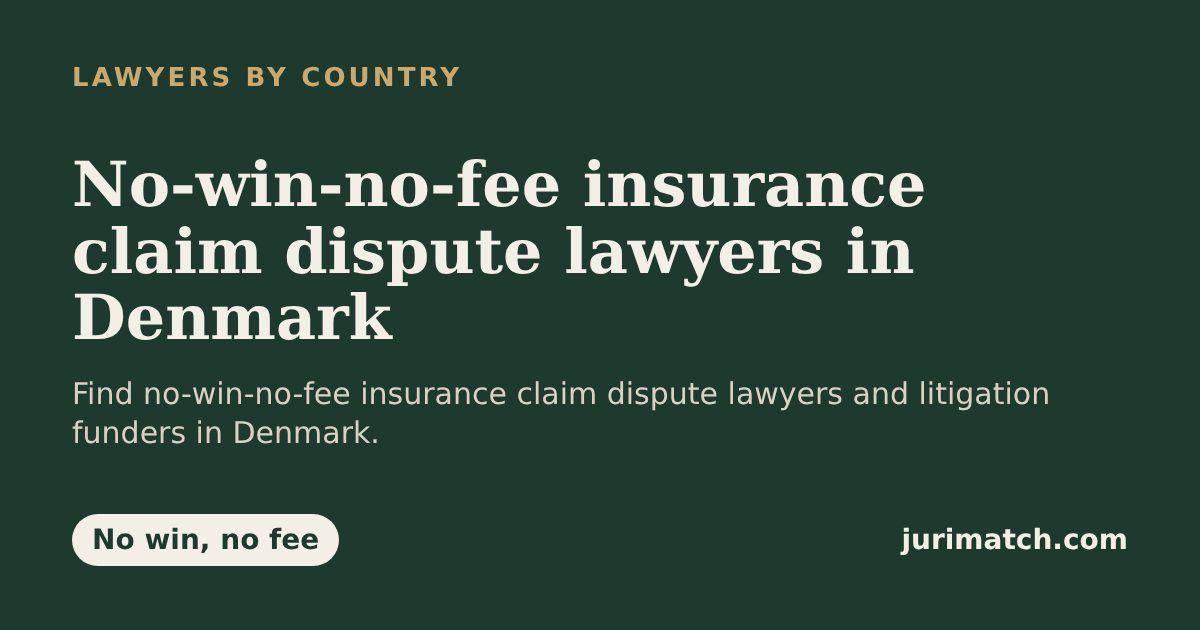 LAWYERS BY COUNTRY
No-win-no-fee insurance
claim dispute lawyers in
Denmark
Find no-win-no-fee insurance claim dispute lawyers and litigation
funders in Denmark.
No win, no fee
jurimatch.com